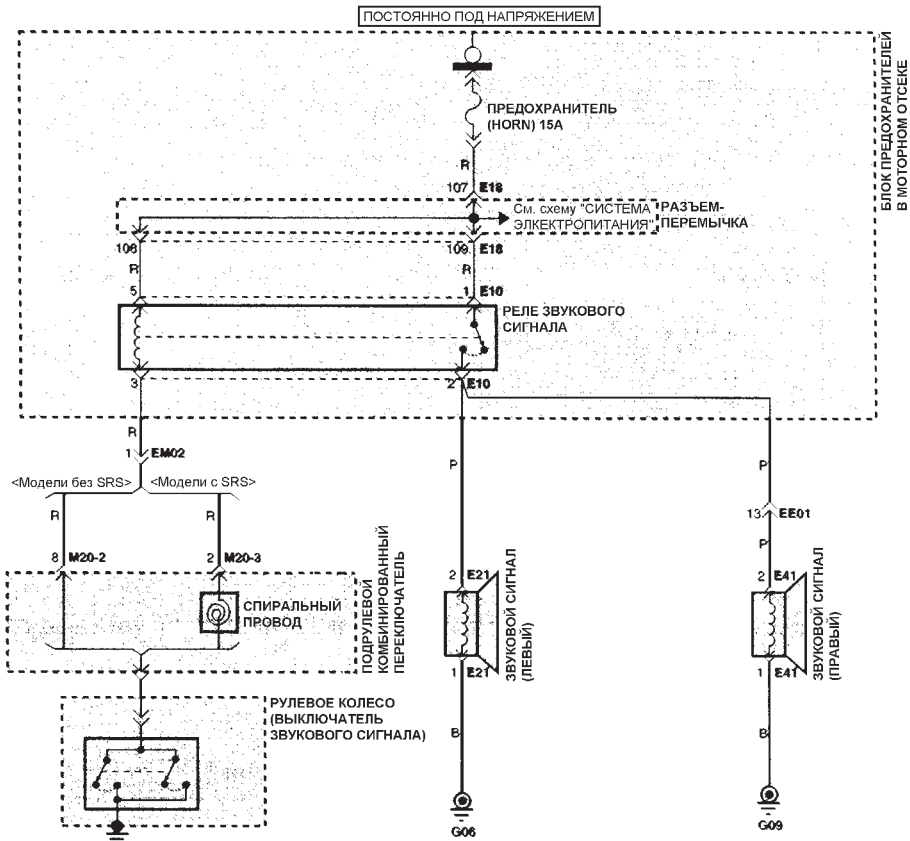 ПОСТОЯННО ПОД НАПРЯЖЕНИЕМ
БЛОК ПРЕДОХРАНИТЕЛЕЙ
В МОТОРНОМ ОТСЕКЕ
ПРЕДОХРАНИТЕЛЬ
(HORN) 15A
R
107 E18
См. схему "СИСТЕМА
ЭЛКЕКТРОПИТАНИЯ"
РАЗЪЕМ-
ПЕРЕМЫЧКА
108
109 E18
R
R
5
1 E10
РЕЛЕ ЗВУКОВОГО
СИГНАЛА
3
2 E10
R
1 EM02
<Модели без SRS>
<Модели с SRS>
R
R
8 M20-2
2 M20-3
СПИРАЛЬНЫЙ
ПРОВОД
ПОДРУЛЕВОЙ
КОМБИНИРОВАННЫЙ
ПЕРЕКЛЮЧАТЕЛЬ
РУЛЕВОЕ КОЛЕСО
(ВЫКЛЮЧАТЕЛЬ
ЗВУКОВОГО СИГНАЛА)
P
P
13 EE01
P
2 E21
ЗВУКОВОЙ СИГНАЛ
(ЛЕВЫЙ)
1 E21
B
G06
2 E41
ЗВУКОВОЙ СИГНАЛ
(ПРАВЫЙ)
1 E41
B
G09